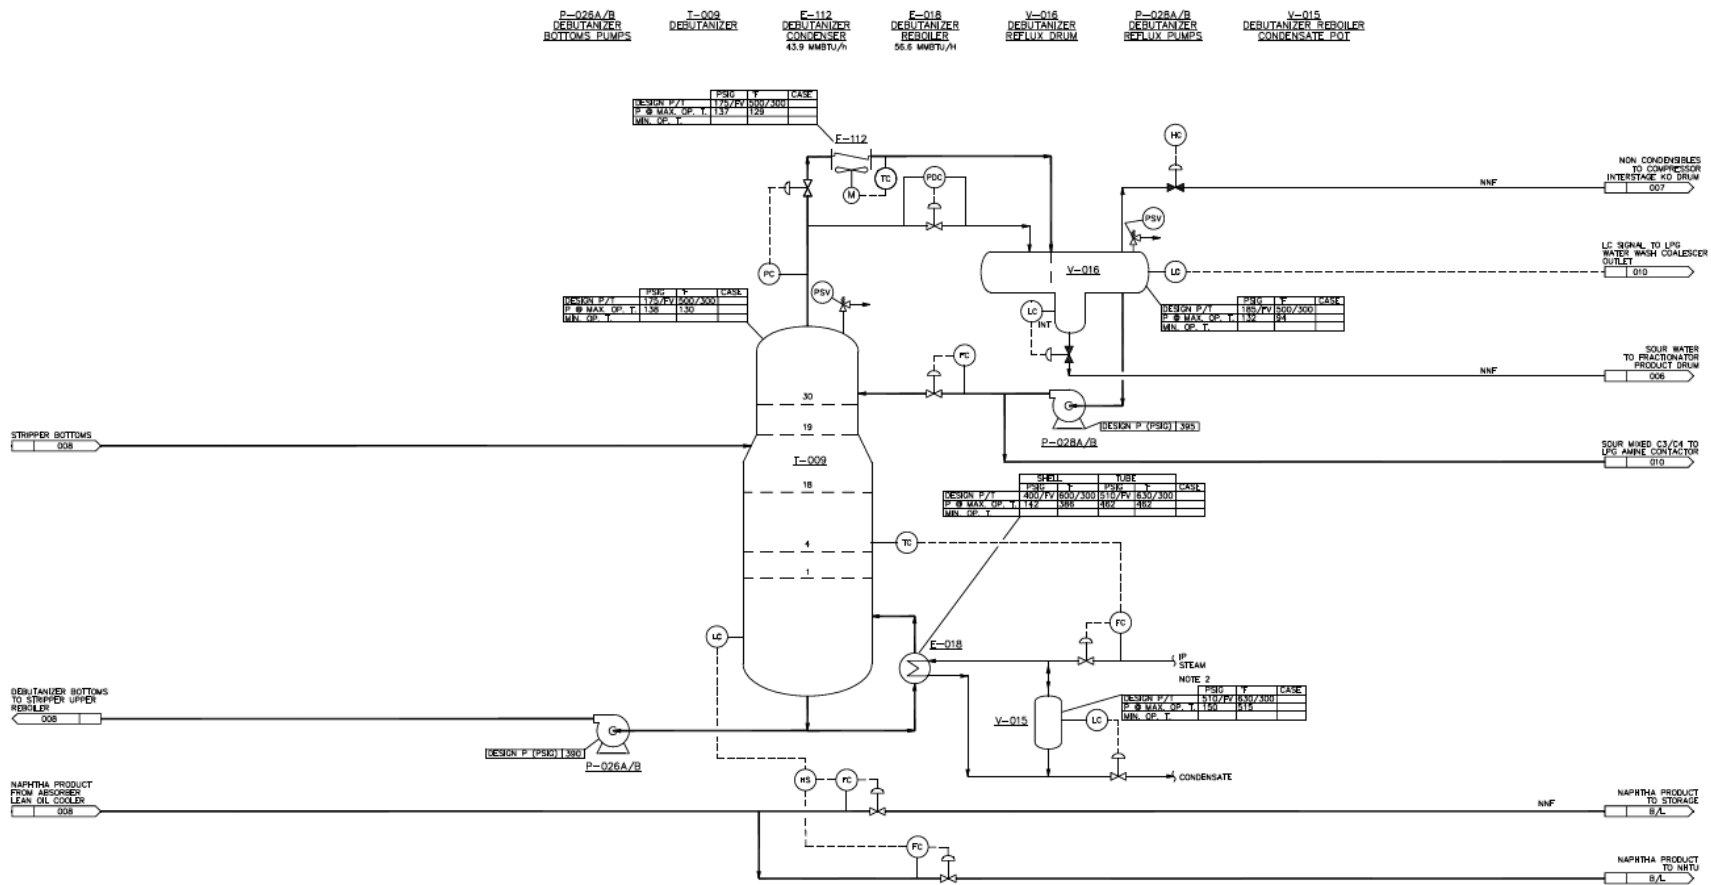 P-026A/B
DEBUTANIZER
BOTTOMS PUMPS
T-009
DEBUTANIZER
E-112
DEBUTANIZER
CONDENSER
43.9 MMBTU/h
E-018
DEBUTANIZER
REBOILER
56.6 MMBTU/H
V-016
DEBUTANIZER
REFLUX DRUM
P-028A/B
DEBUTANIZER
REFLUX PUMPS
V-015
DEBUTANIZER REBOILER
CONDENSATE POT
PSIG °F CASE
DESIGN P/T 175/FV 500/300
P @ MAX. OP. T. 137 129
MIN. OP. T.
E-112
M
TC
PDC
HC
NON CONDENSIBLES
TO COMPRESSOR
INTERSTAGE KO DRUM
NNF
007
PSV
PC
V-016
LC
LC SIGNAL TO LPG
WATER WASH COALESCER
OUTLET
010
PSIG °F CASE
DESIGN P/T 175/FV 500/300
P @ MAX. OP. T. 138 130
MIN. OP. T.
PSV
LC
INT
PSIG °F CASE
DESIGN P/T 185/FV 500/300
P @ MAX. OP. T. 132 94
MIN. OP. T.
FC
SOUR WATER
TO FRACTIONATOR
PRODUCT DRUM
NNF
006
30
DESIGN P (PSIG) 395
P-028A/B
19
STRIPPER BOTTOMS
008
SOUR MIXED C3/C4 TO
LPG AMINE CONTACTOR
010
T-009
18
SHELL TUBE
PSIG °F PSIG °F CASE
DESIGN P/T 400/FV 600/300 510/FV 630/300
P @ MAX. OP. T. 142 386 462 462
MIN. OP. T.
4
TC
1
LC
FC
E-018
IP
STEAM
NOTE 2
PSIG °F CASE
DESIGN P/T 510/FV 630/300
P @ MAX. OP. T. 150 515
MIN. OP. T.
V-015
LC
DEBUTANIZER BOTTOMS
TO STRIPPER UPPER
REBOILER
008
DESIGN P (PSIG) 390
P-026A/B
CONDENSATE
HS
FC
NAPHTHA PRODUCT
FROM ABSORBER
LEAN OIL COOLER
008
NNF
NAPHTHA PRODUCT
TO STORAGE
B/L
FC
NAPHTHA PRODUCT
TO NHTU
B/L